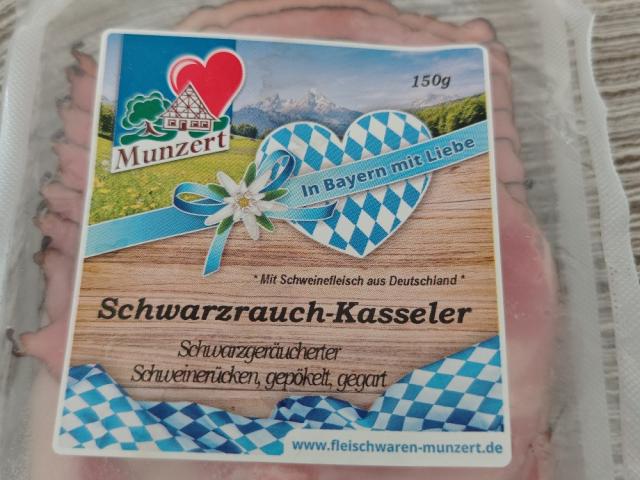 150g
Munzert
In Bayern mit Liebe
* Mit Schweinefleisch aus Deutschland *
Schwarzrauch-Kasseler
Schwarzgeräucherter
Schweinerücken, gepökelt, gegart
www.fleischwaren-munzert.de